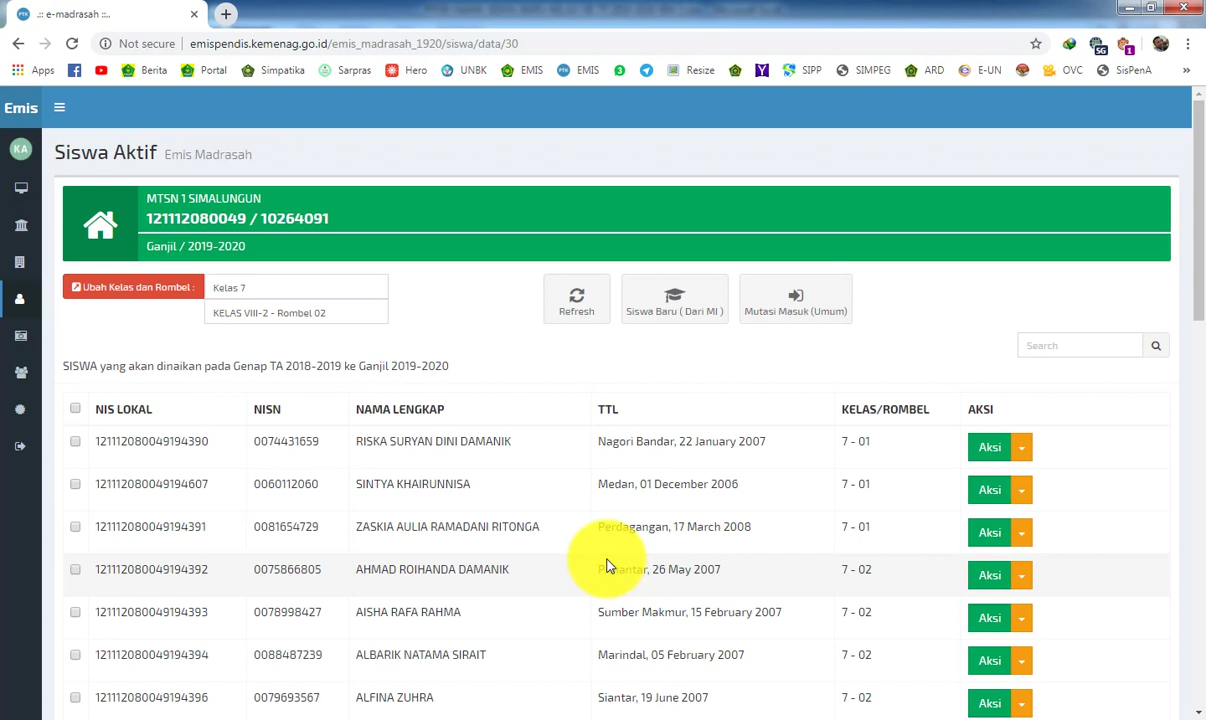 .:: e-madrasah ::..
Not secure emispendis.kemenag.go.id/emis_madrasah_1920/siswa/data/30
Apps Berita Portal Simpatika Sarpras Hero UNBK EMIS EMIS Resize SIPP SIMPEG ARD E-UN OVC SisPenA »
Emis
KA
Siswa Aktif Emis Madrasah
MTSN 1 SIMALUNGUN
121112080049 / 10264091
Ganjil / 2019-2020
Ubah Kelas dan Rombel : Kelas 7
KELAS VIII-2 - Rombel 02
Refresh Siswa Baru ( Dari MI ) Mutasi Masuk (Umum)
Search
SISWA yang akan dinaikan pada Genap TA 2018-2019 ke Ganjil 2019-2020
NIS LOKAL NISN NAMA LENGKAP TTL KELAS/ROMBEL AKSI
121112080049194390 0074431659 RISKA SURYAN DINI DAMANIK Nagori Bandar, 22 January 2007 7 - 01 Aksi
121112080049194607 0060112060 SINTYA KHAIRUNNISA Medan, 01 December 2006 7 - 01 Aksi
121112080049194391 0081654729 ZASKIA AULIA RAMADANI RITONGA Perdagangan, 17 March 2008 7 - 01 Aksi
121112080049194392 0075866805 AHMAD ROIHANDA DAMANIK 26 May 2007 7 - 02 Aksi
121112080049194393 0078998427 AISHA RAFA RAHMA Sumber Makmur, 15 February 2007 7 - 02 Aksi
121112080049194394 0088487239 ALBARIK NATAMA SIRAIT Marindal, 05 February 2007 7 - 02 Aksi
121112080049194396 0079693567 ALFINA ZUHRA Siantar, 19 June 2007 7 - 02 Aksi